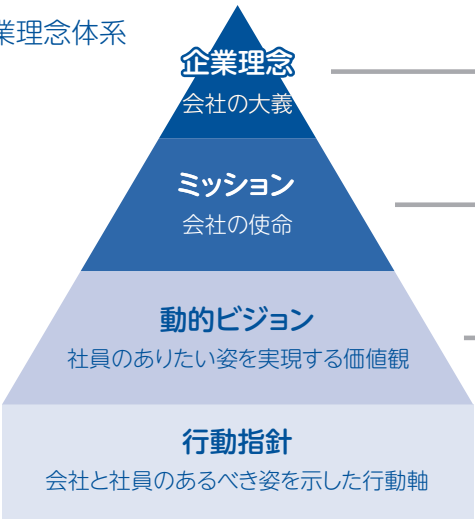 業理念体系
企業理念
会社の大義
ミッション
会社の使命
動的ビジョン
社員のありたい姿を実現する価値観
行動指針
会社と社員のあるべき姿を示した行動軸